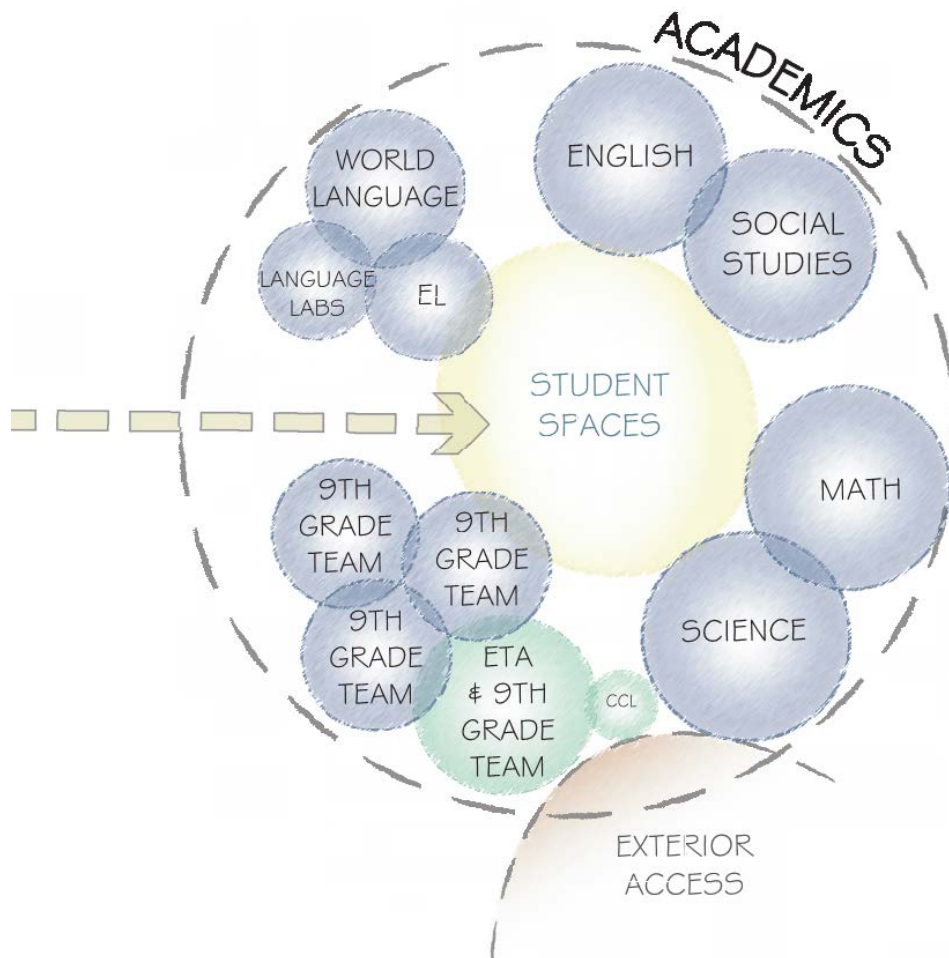 ACADEMICS
WORLD
LANGUAGE
LANGUAGE
LABS
EL
ENGLISH
SOCIAL
STUDIES
STUDENT
SPACES
MATH
SCIENCE
9TH
GRADE
TEAM
9TH
GRADE
TEAM
9TH
GRADE
TEAM
ETA
& 9TH
GRADE
TEAM
CCL
EXTERIOR
ACCESS